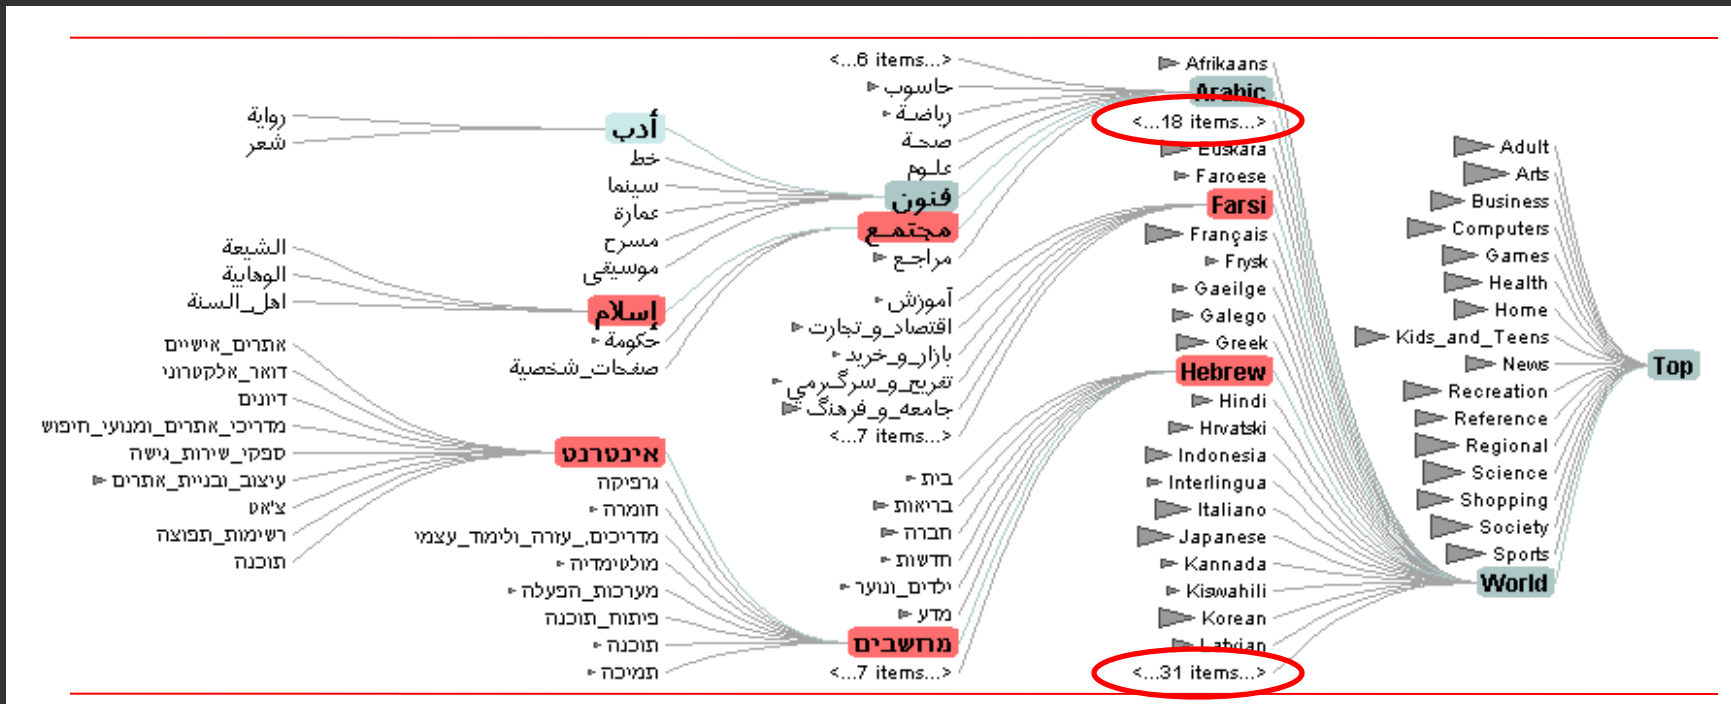 Top
Adult
Arts
Business
Computers
Games
Health
Home
Kids_and_Teens
News
Recreation
Reference
Regional
Science
Shopping
Society
Sports
World
Afrikaans
Arabic
<...18 items...>
Euskara
Faroese
Farsi
Français
Frysk
Gaeilge
Galego
Greek
Hebrew
Hindi
Hrvatski
Indonesia
Interlingua
Italiano
Japanese
Kannada
Kiswahili
Korean
Latvian
<...31 items...>
<...6 items...>
حاسوب
رياضة
صحة
علوم
فنون
مجتمع
مراجع
آموزش
اقتصاد_و_تجارت
بازار_و_خريد
تفريح_و_سرگرمي
جامعه_و_فرهنگ
<...7 items...>
בית
בריאות
חברה
חדשות
ילדים_ונוער
מדע
מחשבים
<...7 items...>
أدب
خط
سينما
عمارة
مسرح
موسيقى
إسلام
حكومة
صفحات_شخصية
אינטרנט
גרפיקה
חומרה
מדריכים,_עזרה_ולימוד_עצמי
מולטימדיה
מערכות_הפעלה
פיתוח_תוכנה
תוכנה
תמיכה
رواية
شعر
الشيعة
الوهابية
اهل_السنة
אתרים_אישיים
דואר_אלקטרוני
דיונים
מדריכי_אתרים_ומנועי_חיפוש
ספקי_שירות_גישה
עיצוב_ובניית_אתרים
צ'אט
רשימות_תפוצה
תוכנה